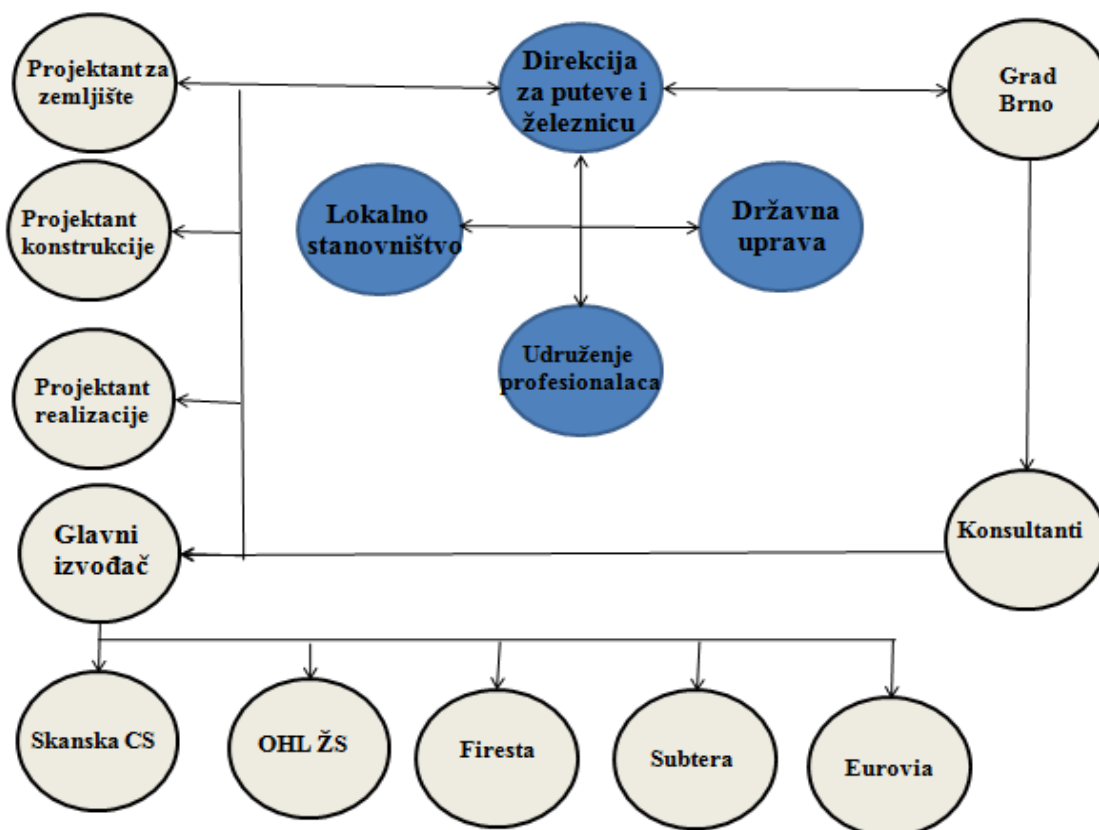 Projektant za
zemljište
Direkcija
za puteve i
železnicu
Grad
Brno
Projektant
konstrukcije
Lokalno
stanovništvo
Državna
uprava
Udruženje
profesionalaca
Projektant
realizacije
Glavni
izvođač
Konsultanti
Skanska CS
OHL ŽS
Firesta
Subtera
Eurovia